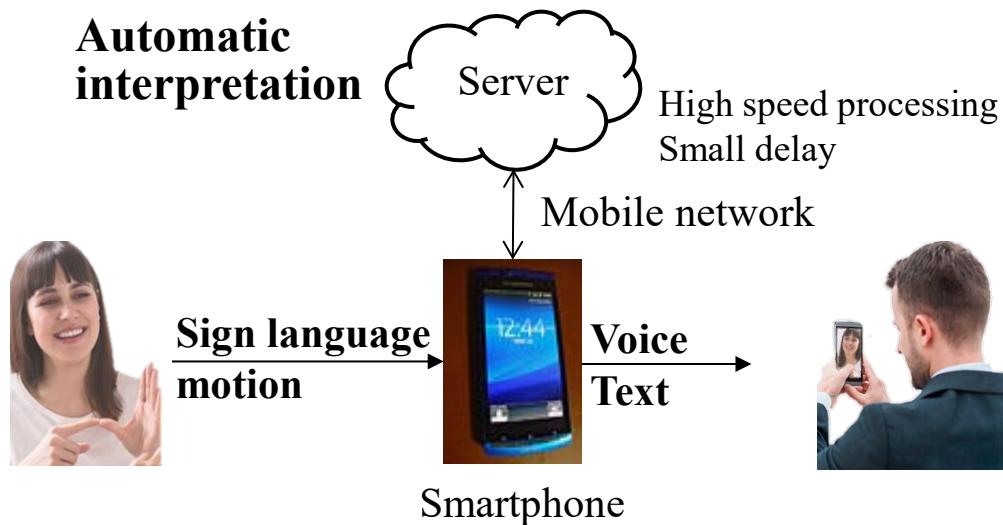 Automatic
interpretation
Server
High speed processing
Small delay
Mobile network
Sign language
motion
12:44
Voice
Text
Smartphone